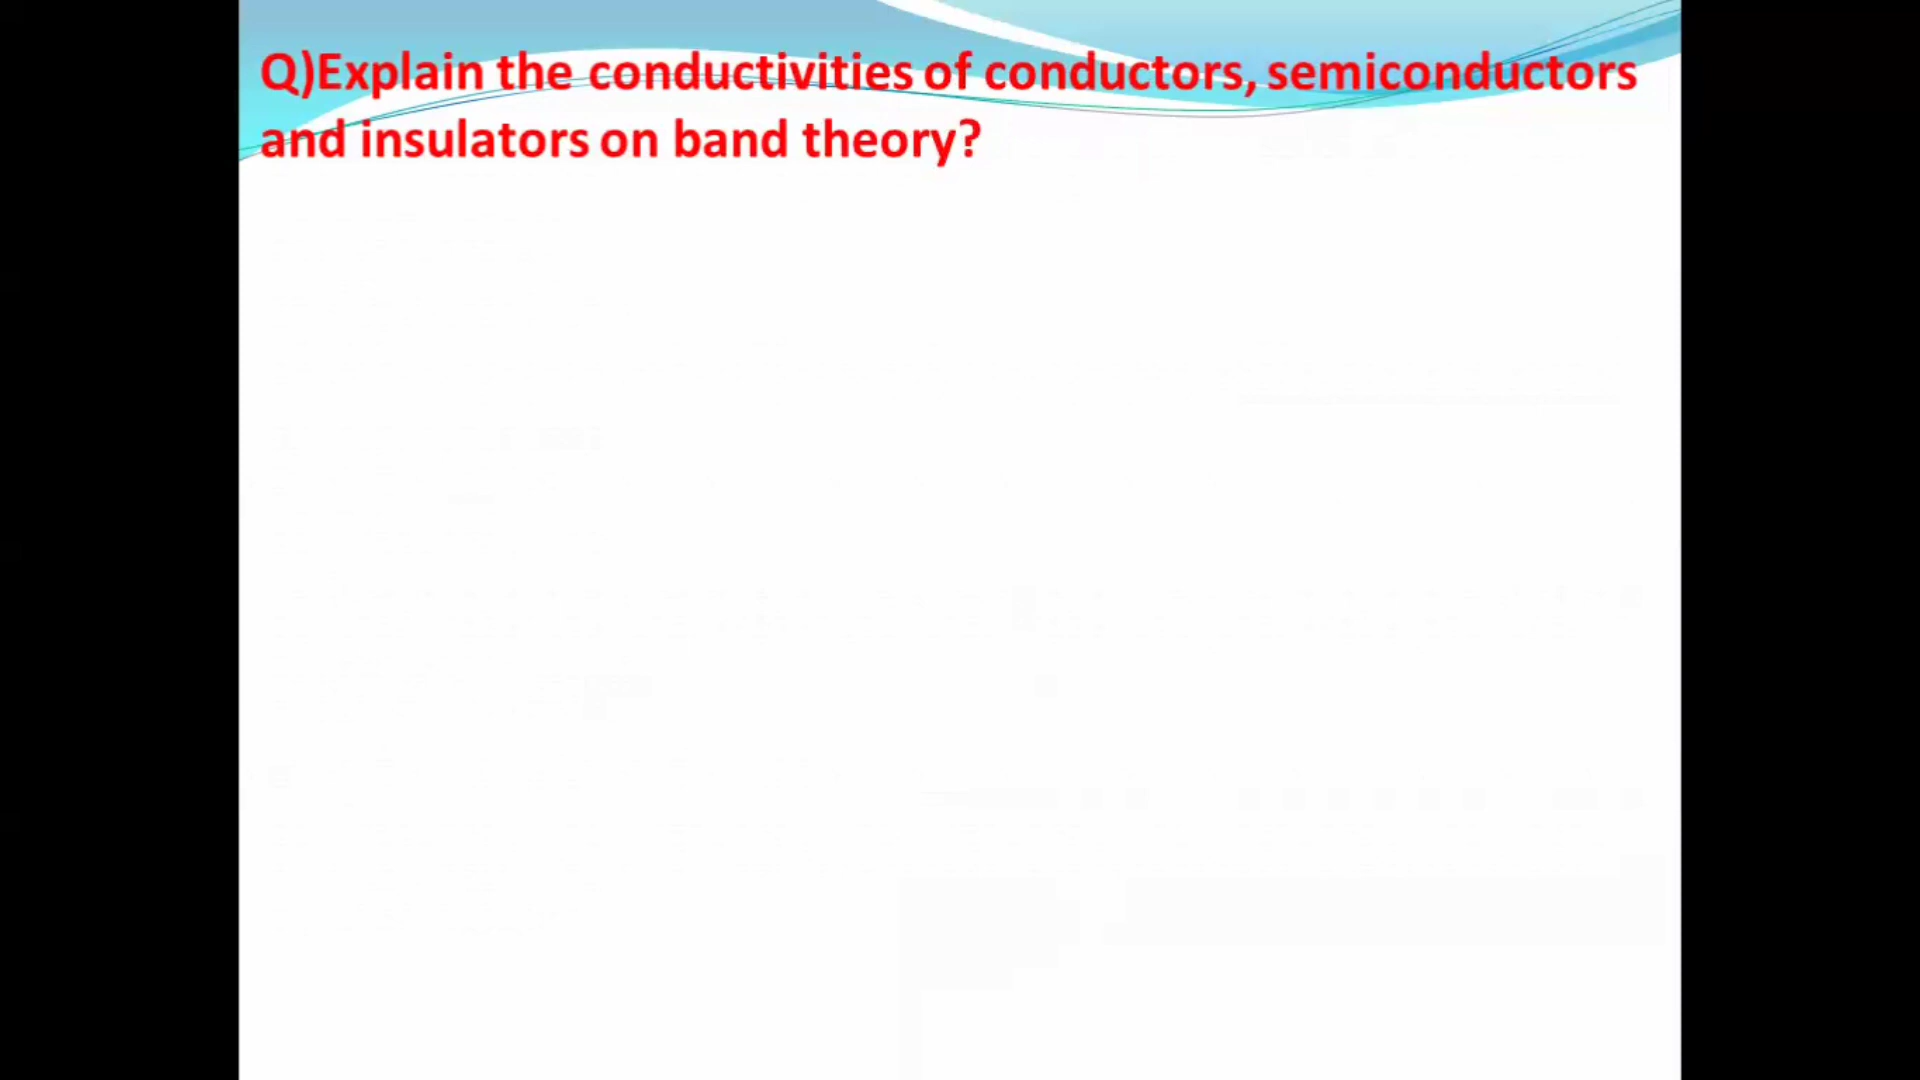 Q)Explain the conductivities of conductors, semiconductors
and insulators on band theory?